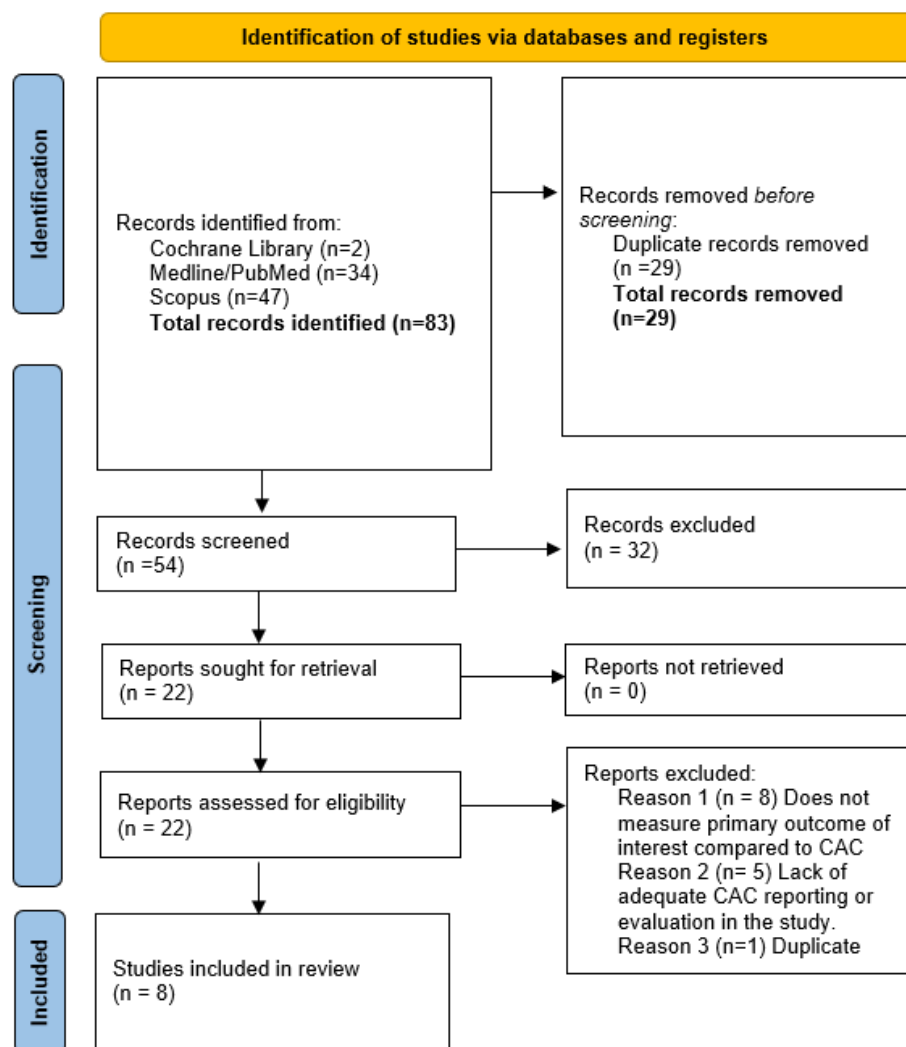 Identification of studies via databases and registers
Identification
Records identified from:
Cochrane Library (n=2)
Medline/PubMed (n=34)
Scopus (n=47)
Total records identified (n=83)
Records removed before
screening:
Duplicate records removed
(n =29)
Total records removed
(n=29)
Screening
Records screened
(n =54)
Records excluded
(n = 32)
Reports sought for retrieval
(n = 22)
Reports not retrieved
(n = 0)
Reports assessed for eligibility
(n = 22)
Reports excluded:
Reason 1 (n = 8) Does not
measure primary outcome of
interest compared to CAC
Reason 2 (n= 5) Lack of
adequate CAC reporting or
evaluation in the study.
Reason 3 (n=1) Duplicate
Included
Studies included in review
(n = 8)